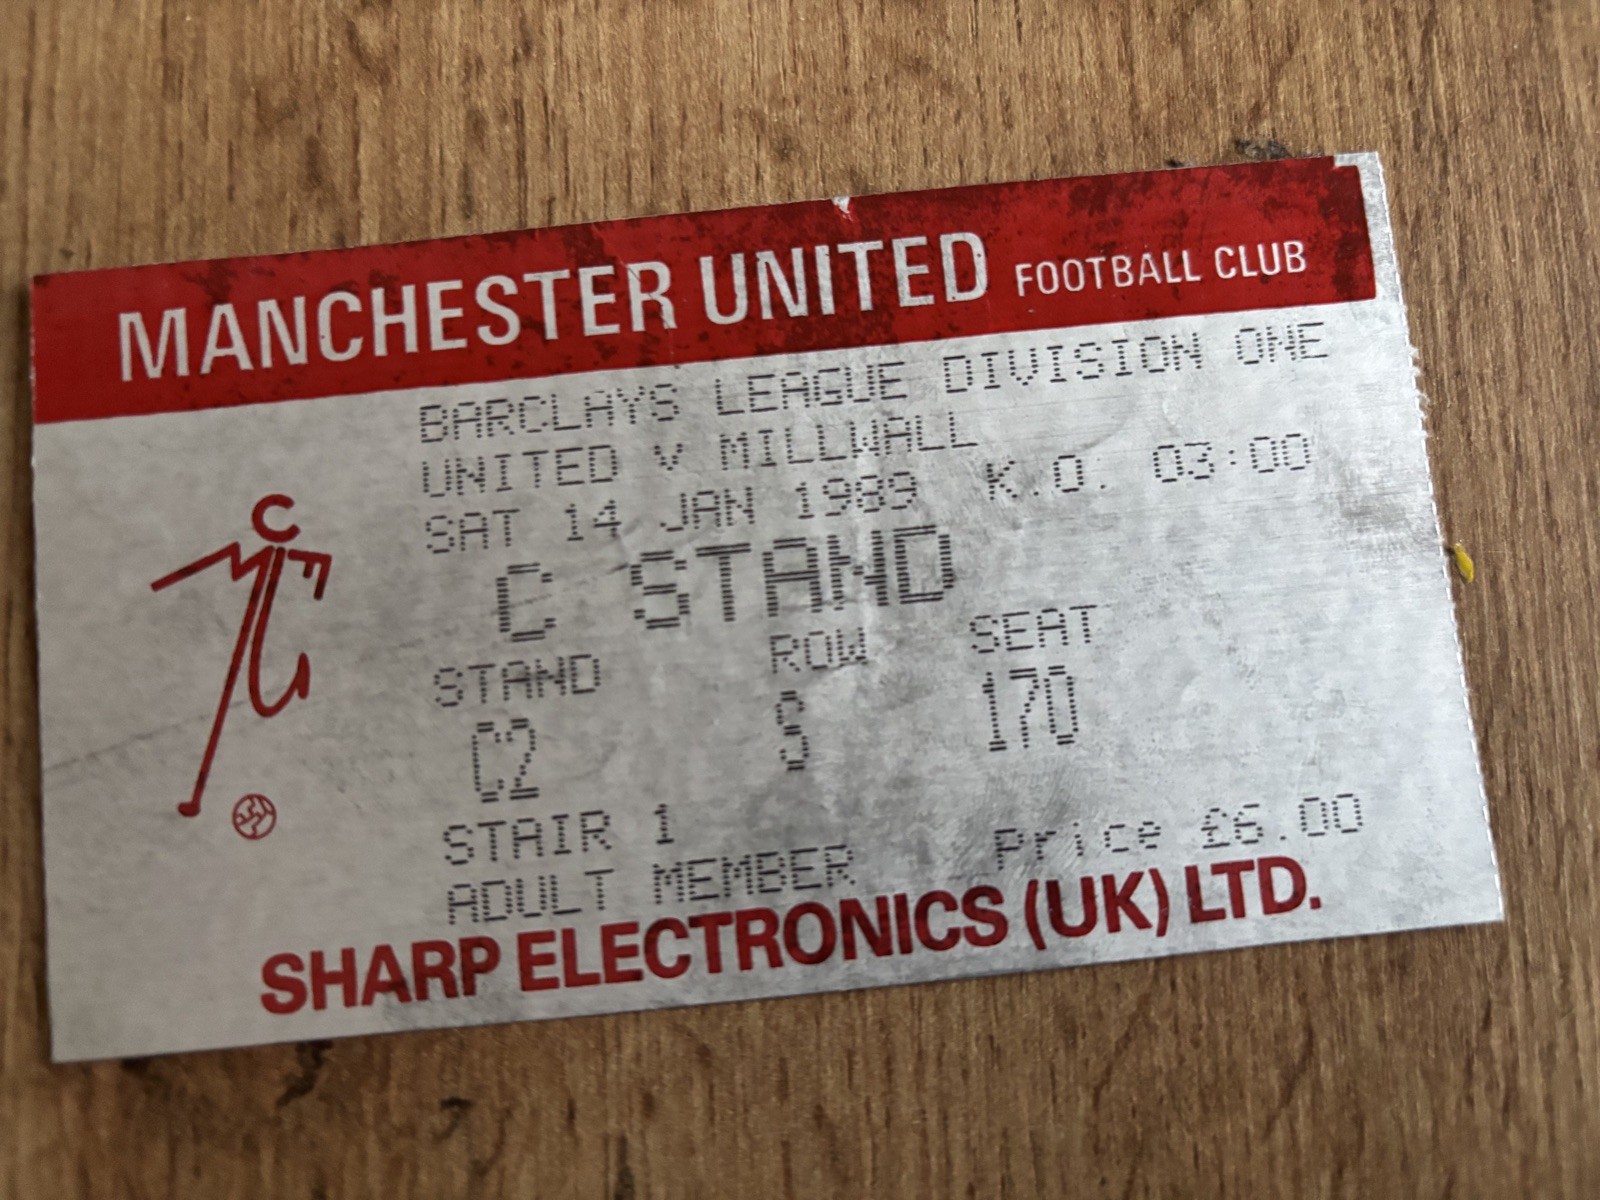 MANCHESTER UNITED FOOTBALL CLUB
BARCLAYS LEAGUE DIVISION ONE
UNITED v MILLWALL
SAT 14 JAN 1989 K.O. 03:00
C STAND
STAND ROW SEAT
C2 S 170
STAIR 1
ADULT MEMBER Price £6.00
SHARP ELECTRONICS (UK) LTD.